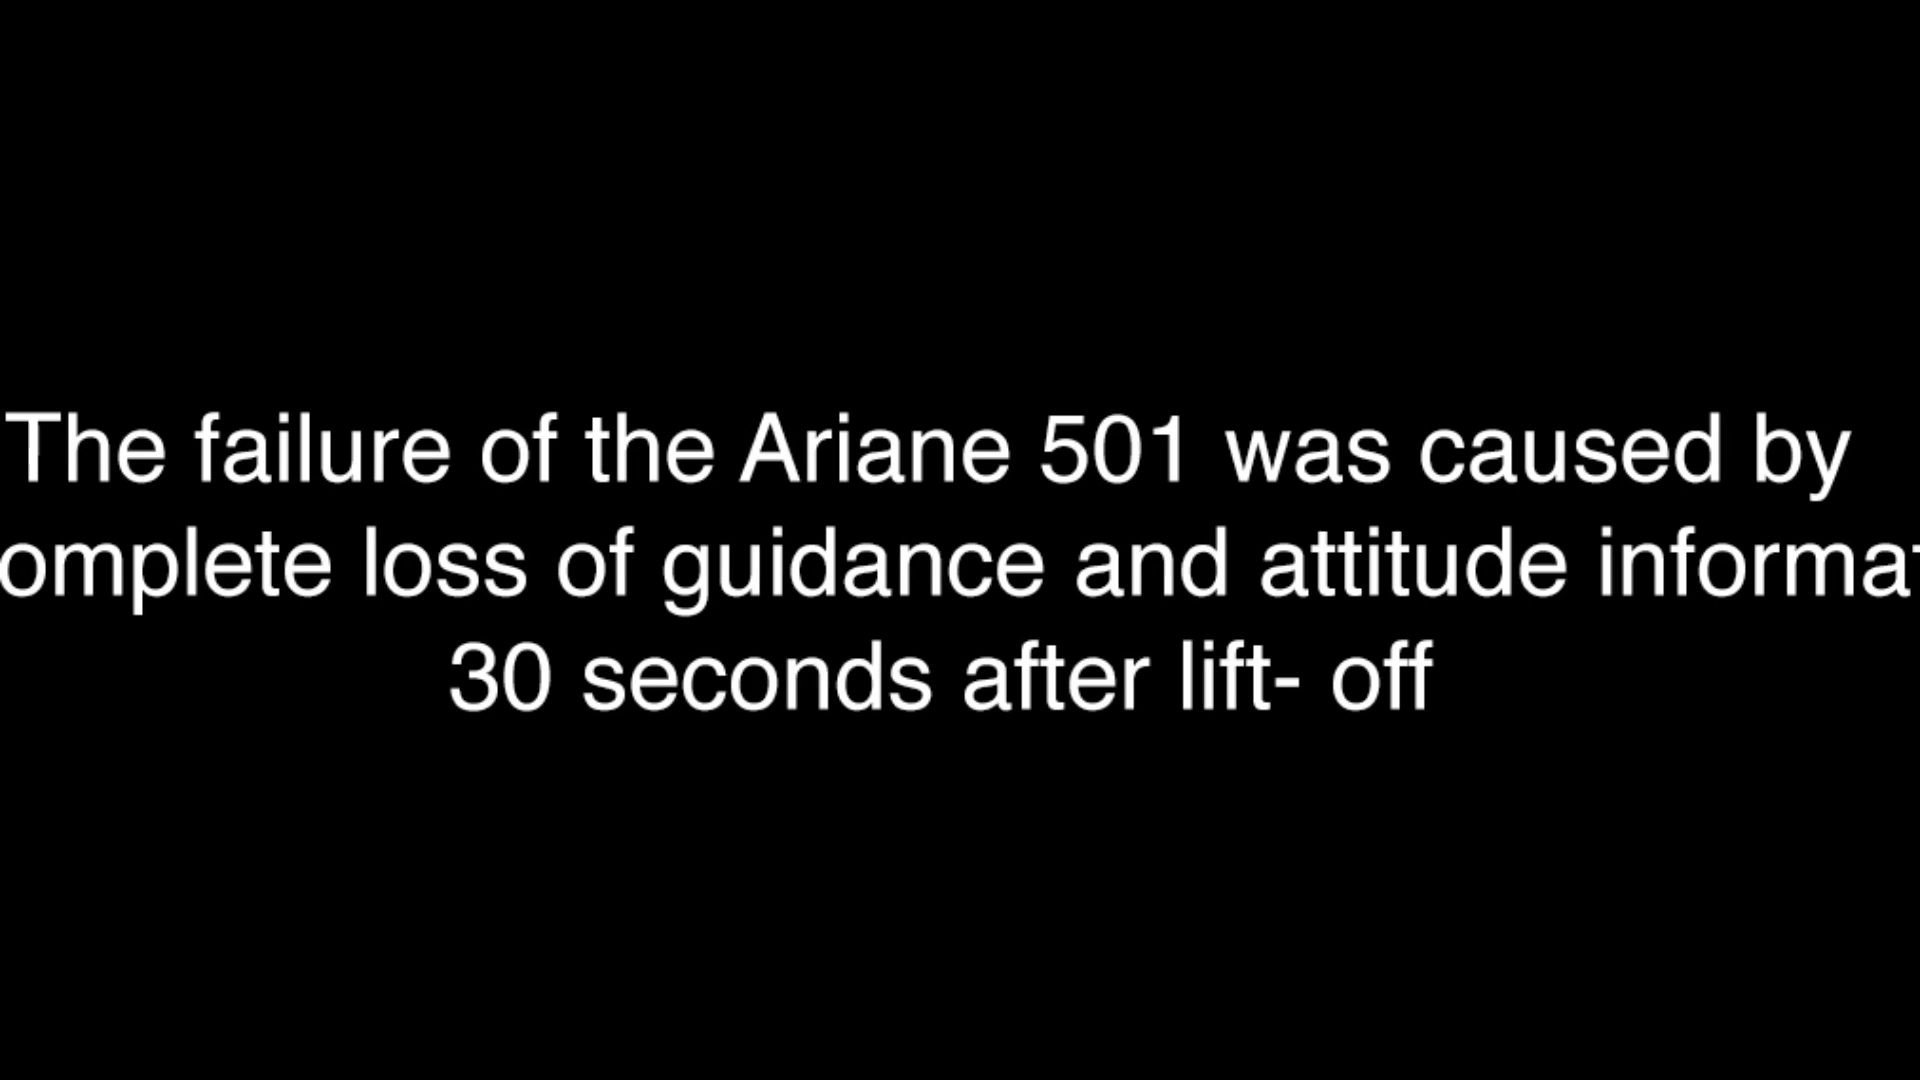 The failure of the Ariane 501 was caused by
omplete loss of guidance and attitude informat
30 seconds after lift- off